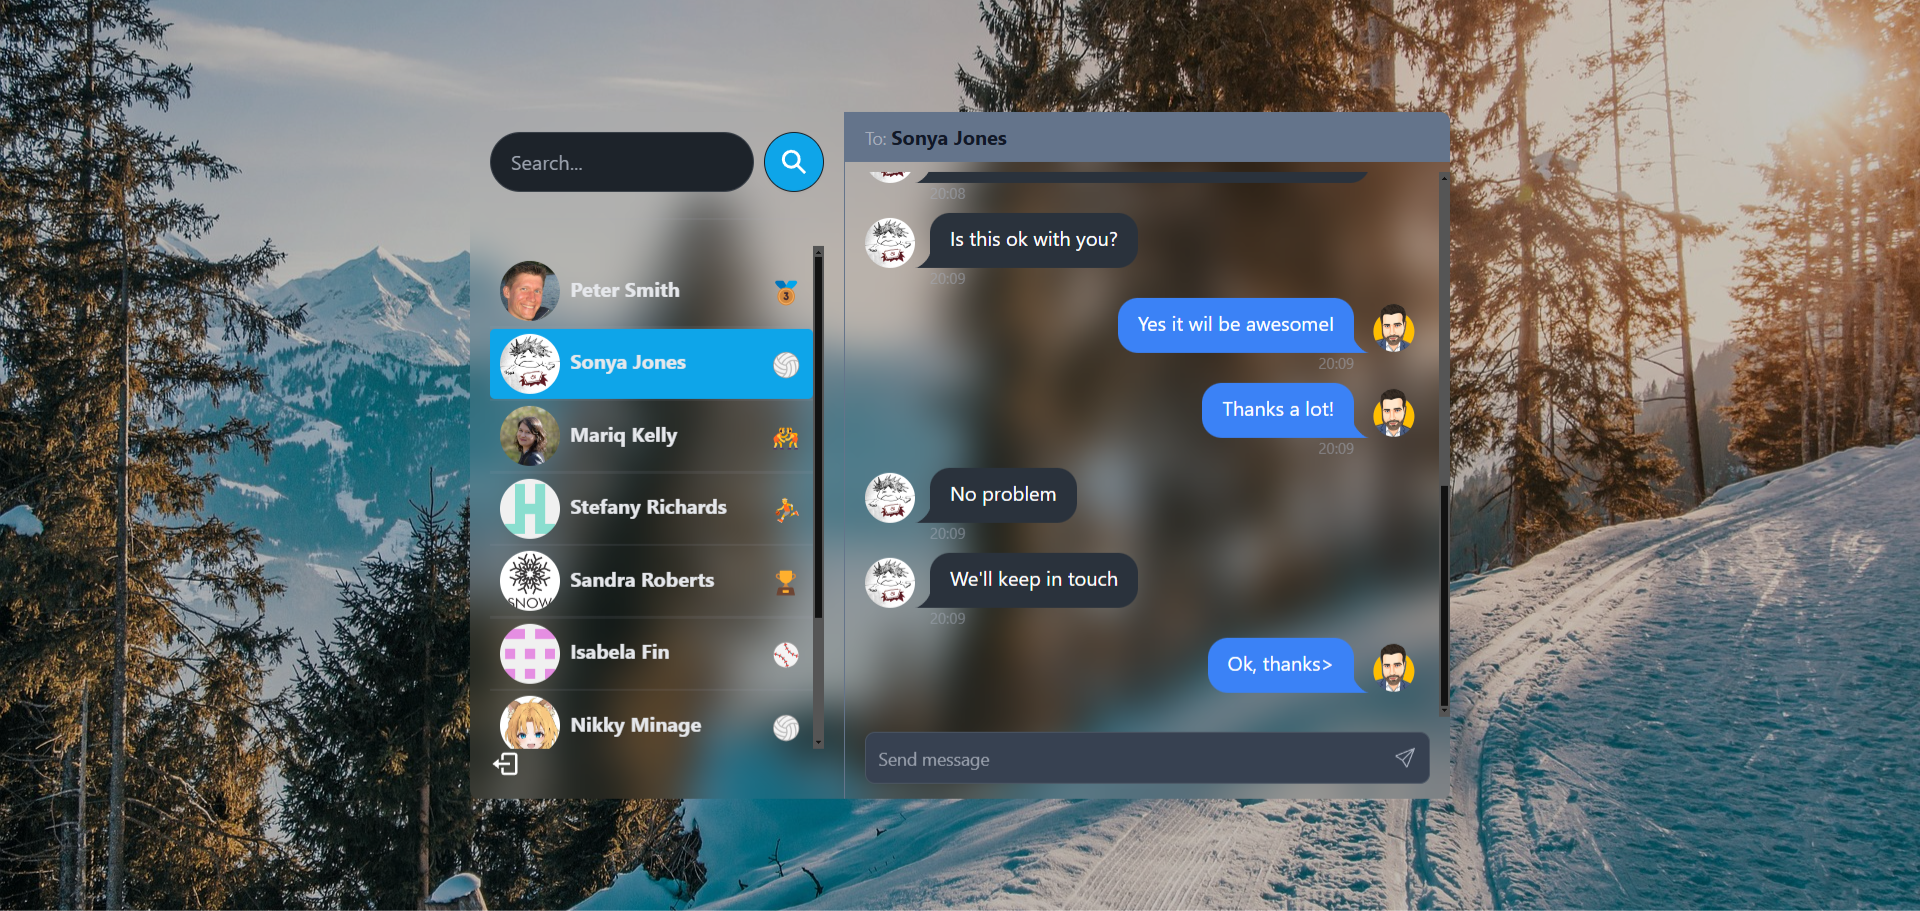 Search...
Peter Smith
3
Sonya Jones
Mariq Kelly
Stefany Richards
Sandra Roberts
SNOW
Isabela Fin
Nikky Minage
To: Sonya Jones
20:08
Is this ok with you?
20:09
Yes it wil be awesome!
20:09
Thanks a lot!
20:09
No problem
20:09
We'll keep in touch
20:09
Ok, thanks>
Send message